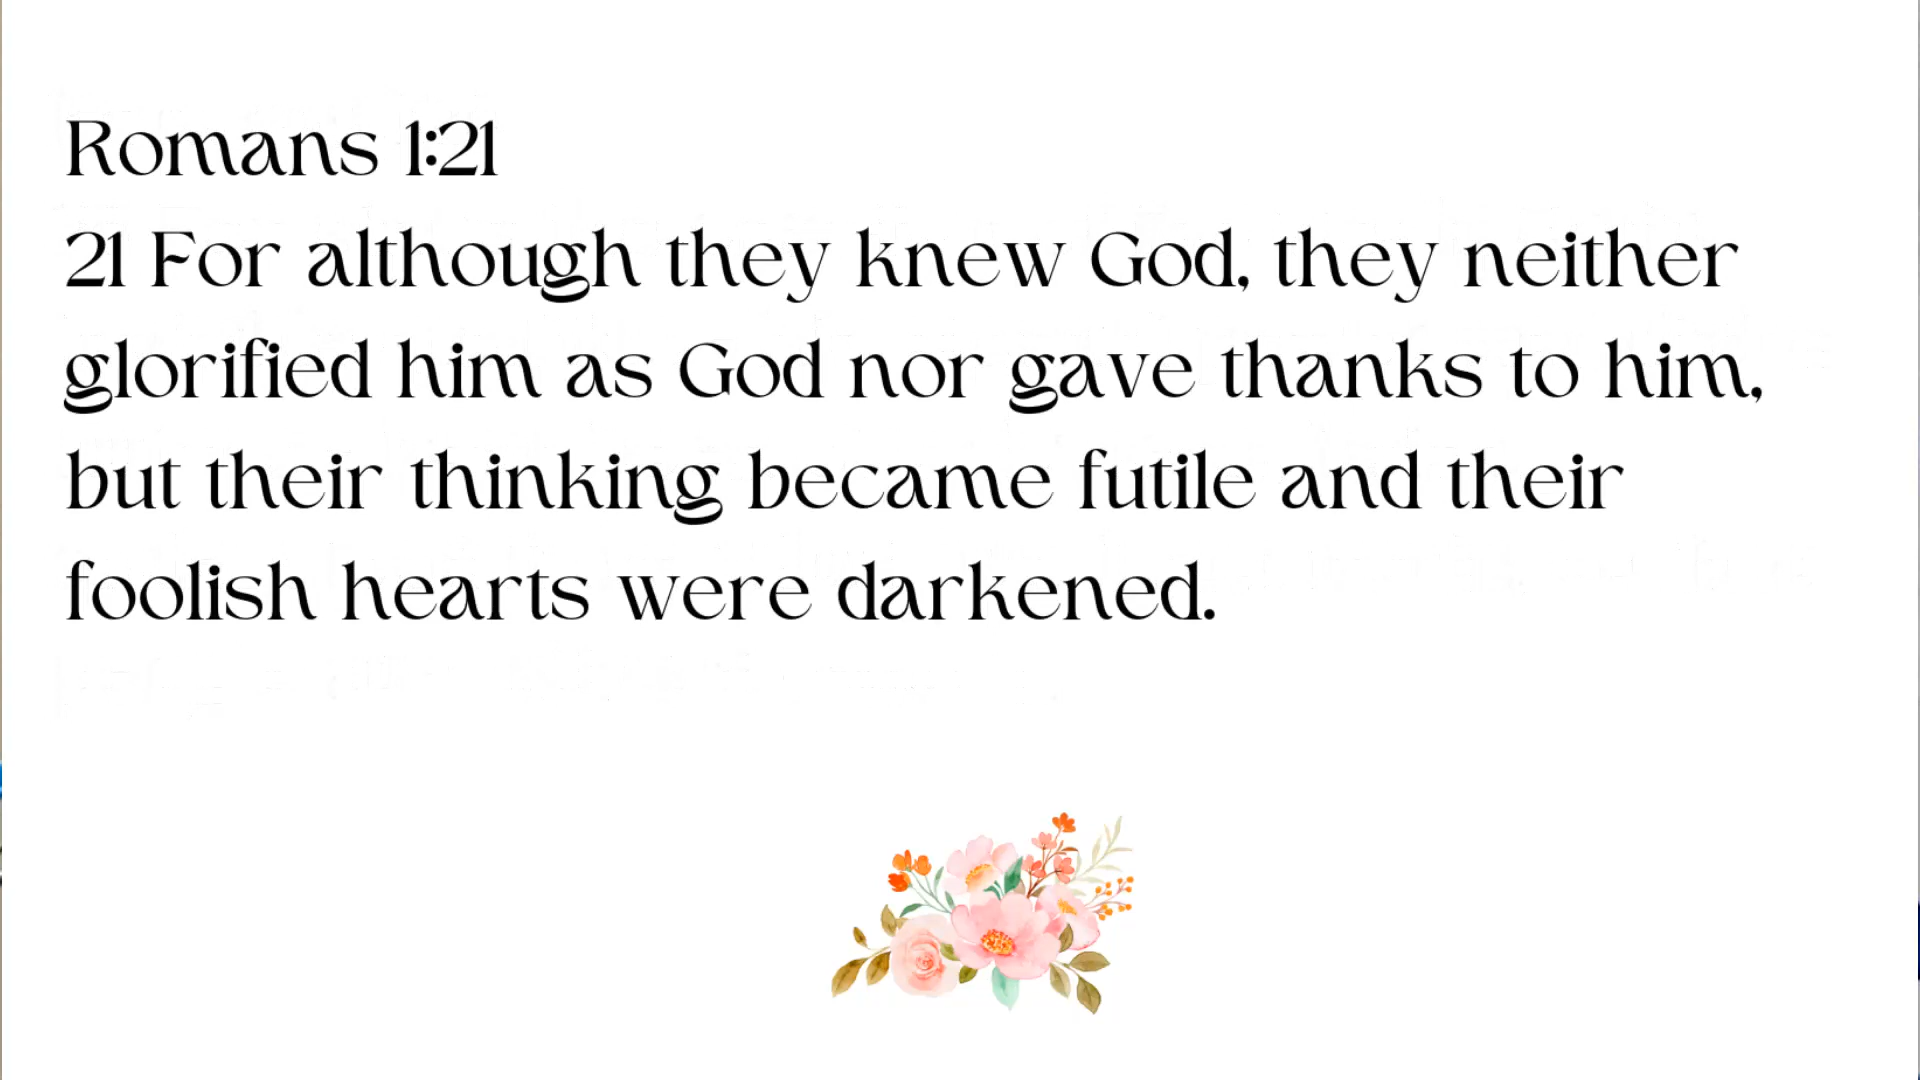 Romans 1:21
21 For although they knew God, they neither
glorified him as God nor gave thanks to him,
but their thinking became futile and their
foolish hearts were darkened.